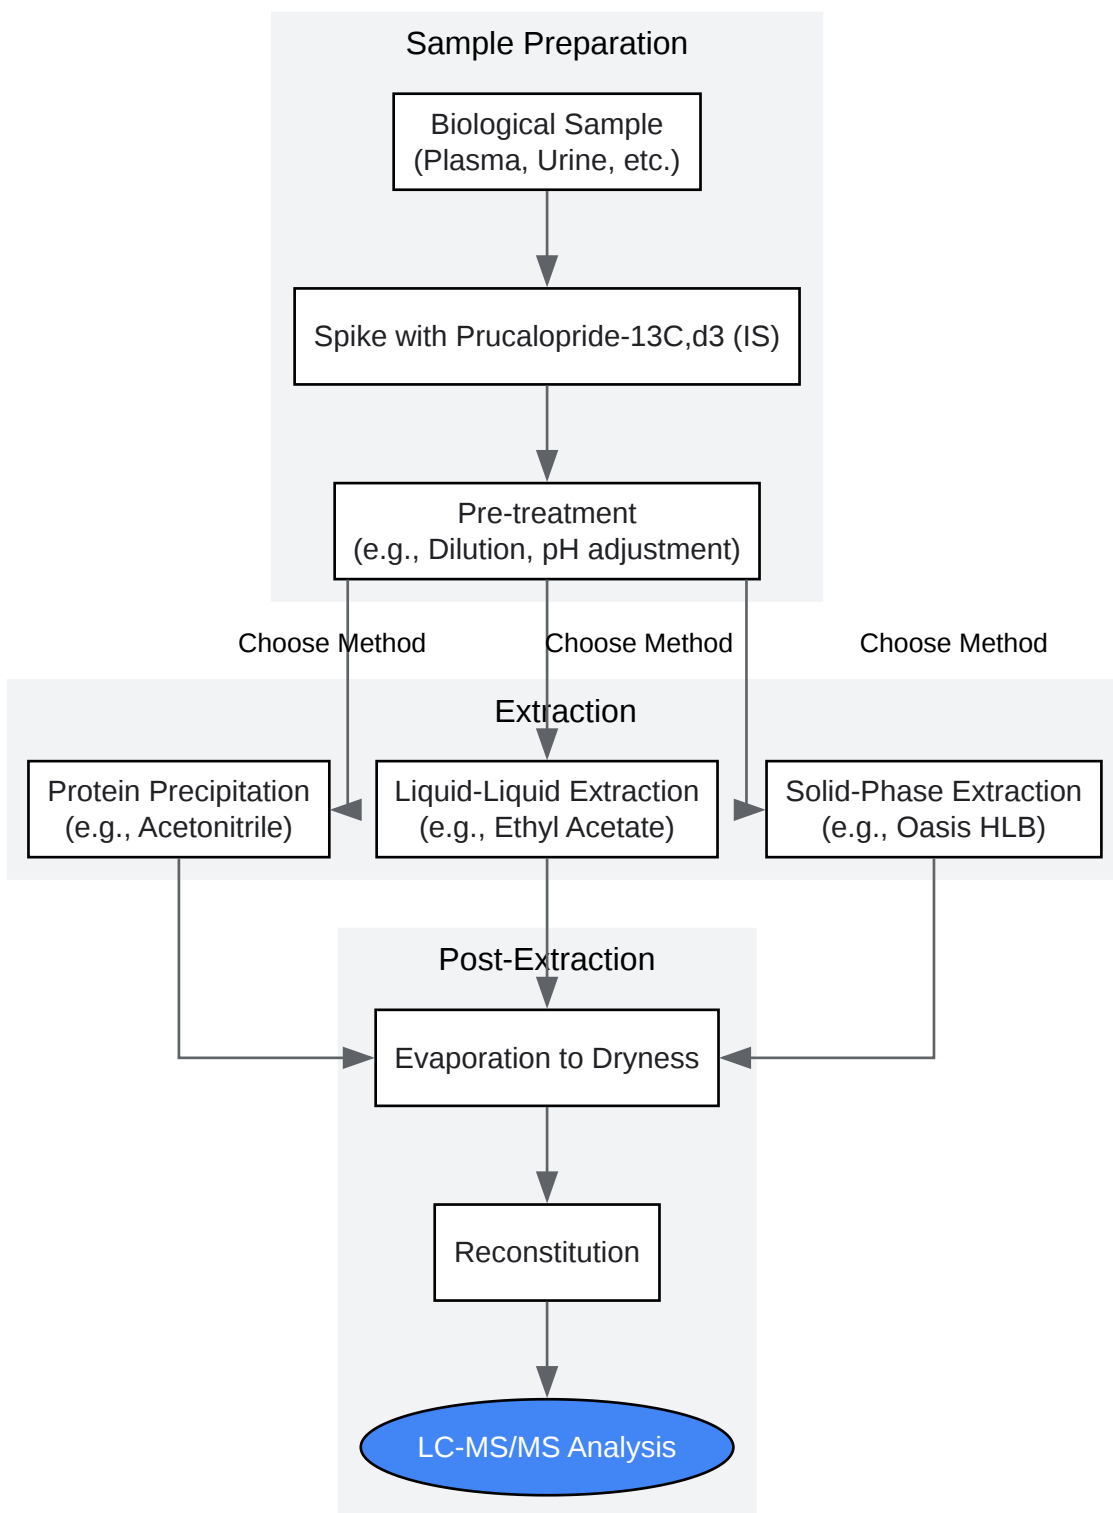 Sample Preparation
Biological Sample
(Plasma, Urine, etc.)
Spike with Prucalopride-13C,d3 (IS)
Pre-treatment
(e.g., Dilution, pH adjustment)
Choose Method
Choose Method
Choose Method
Extraction
Protein Precipitation
(e.g., Acetonitrile)
Liquid-Liquid Extraction
(e.g., Ethyl Acetate)
Solid-Phase Extraction
(e.g., Oasis HLB)
Post-Extraction
Evaporation to Dryness
Reconstitution
LC-MS/MS Analysis